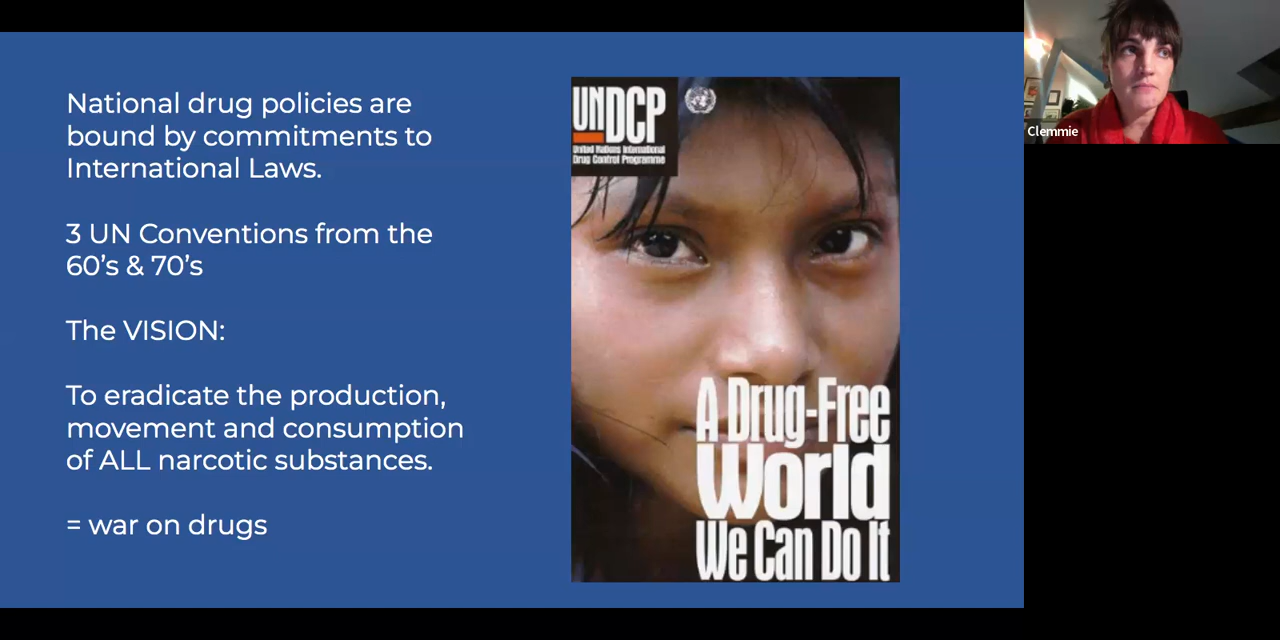 National drug policies are
bound by commitments to
International Laws.
3 UN Conventions from the
60’s & 70’s
The VISION:
To eradicate the production,
movement and consumption
of ALL narcotic substances.
= war on drugs
UNDCP
United Nations International
Drug Control Programme
A Drug-Free
World
We Can Do It
Clemmie